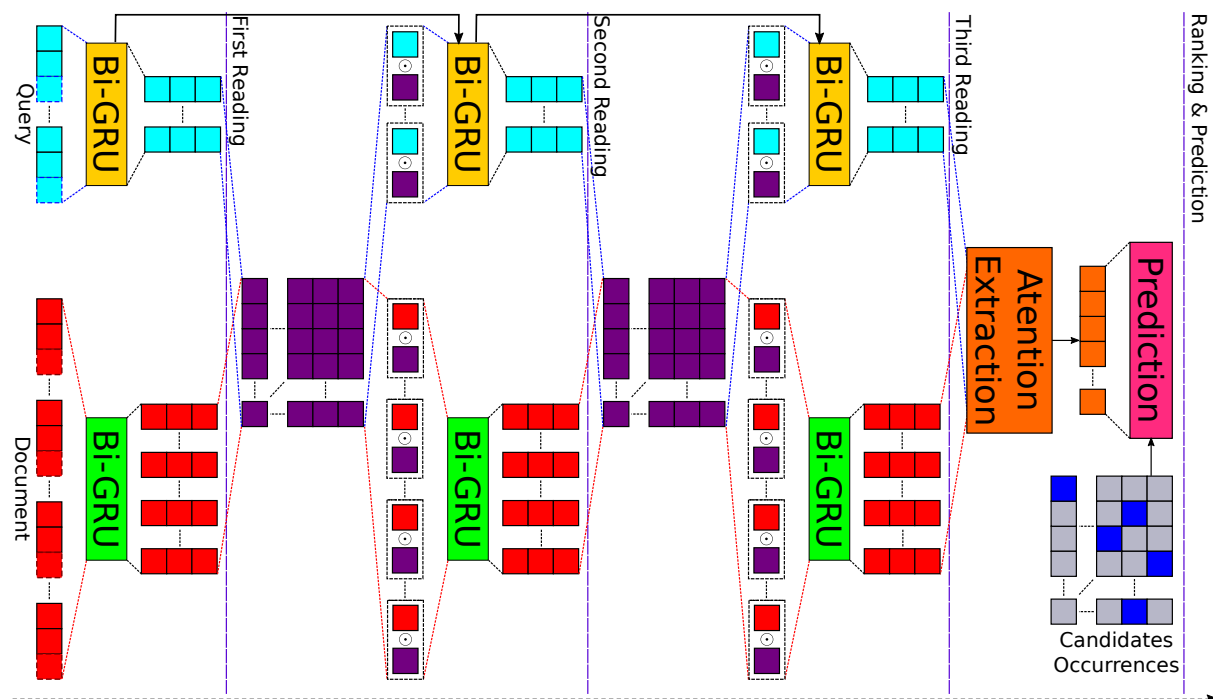 Query
Document
Bi-GRU
Bi-GRU
First Reading
Bi-GRU
Bi-GRU
Second Reading
Bi-GRU
Bi-GRU
Third Reading
Atention
Extraction
Prediction
Candidates
Occurrences
Ranking & Prediction